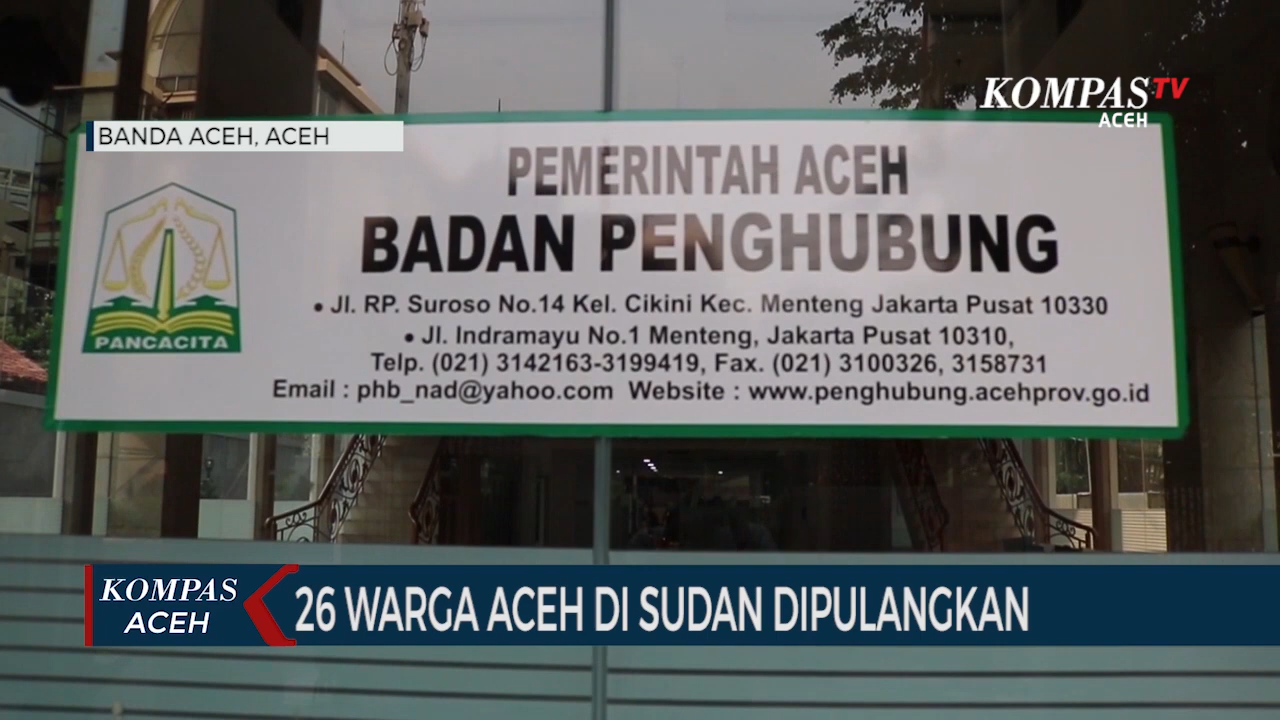 KOMPAS TV
ACEH
BANDA ACEH, ACEH
PEMERINTAH ACEH
BADAN PENGHUBUNG
• Jl. RP. Suroso No.14 Kel. Cikini Kec. Menteng Jakarta Pusat 10330
• Jl. Indramayu No.1 Menteng, Jakarta Pusat 10310,
Telp. (021) 3142163-3199419, Fax. (021) 3100326, 3158731
Email : phb_nad@yahoo.com Website : www.penghubung.acehprov.go.id
PANCACITA
KOMPAS
ACEH
26 WARGA ACEH DI SUDAN DIPULANGKAN